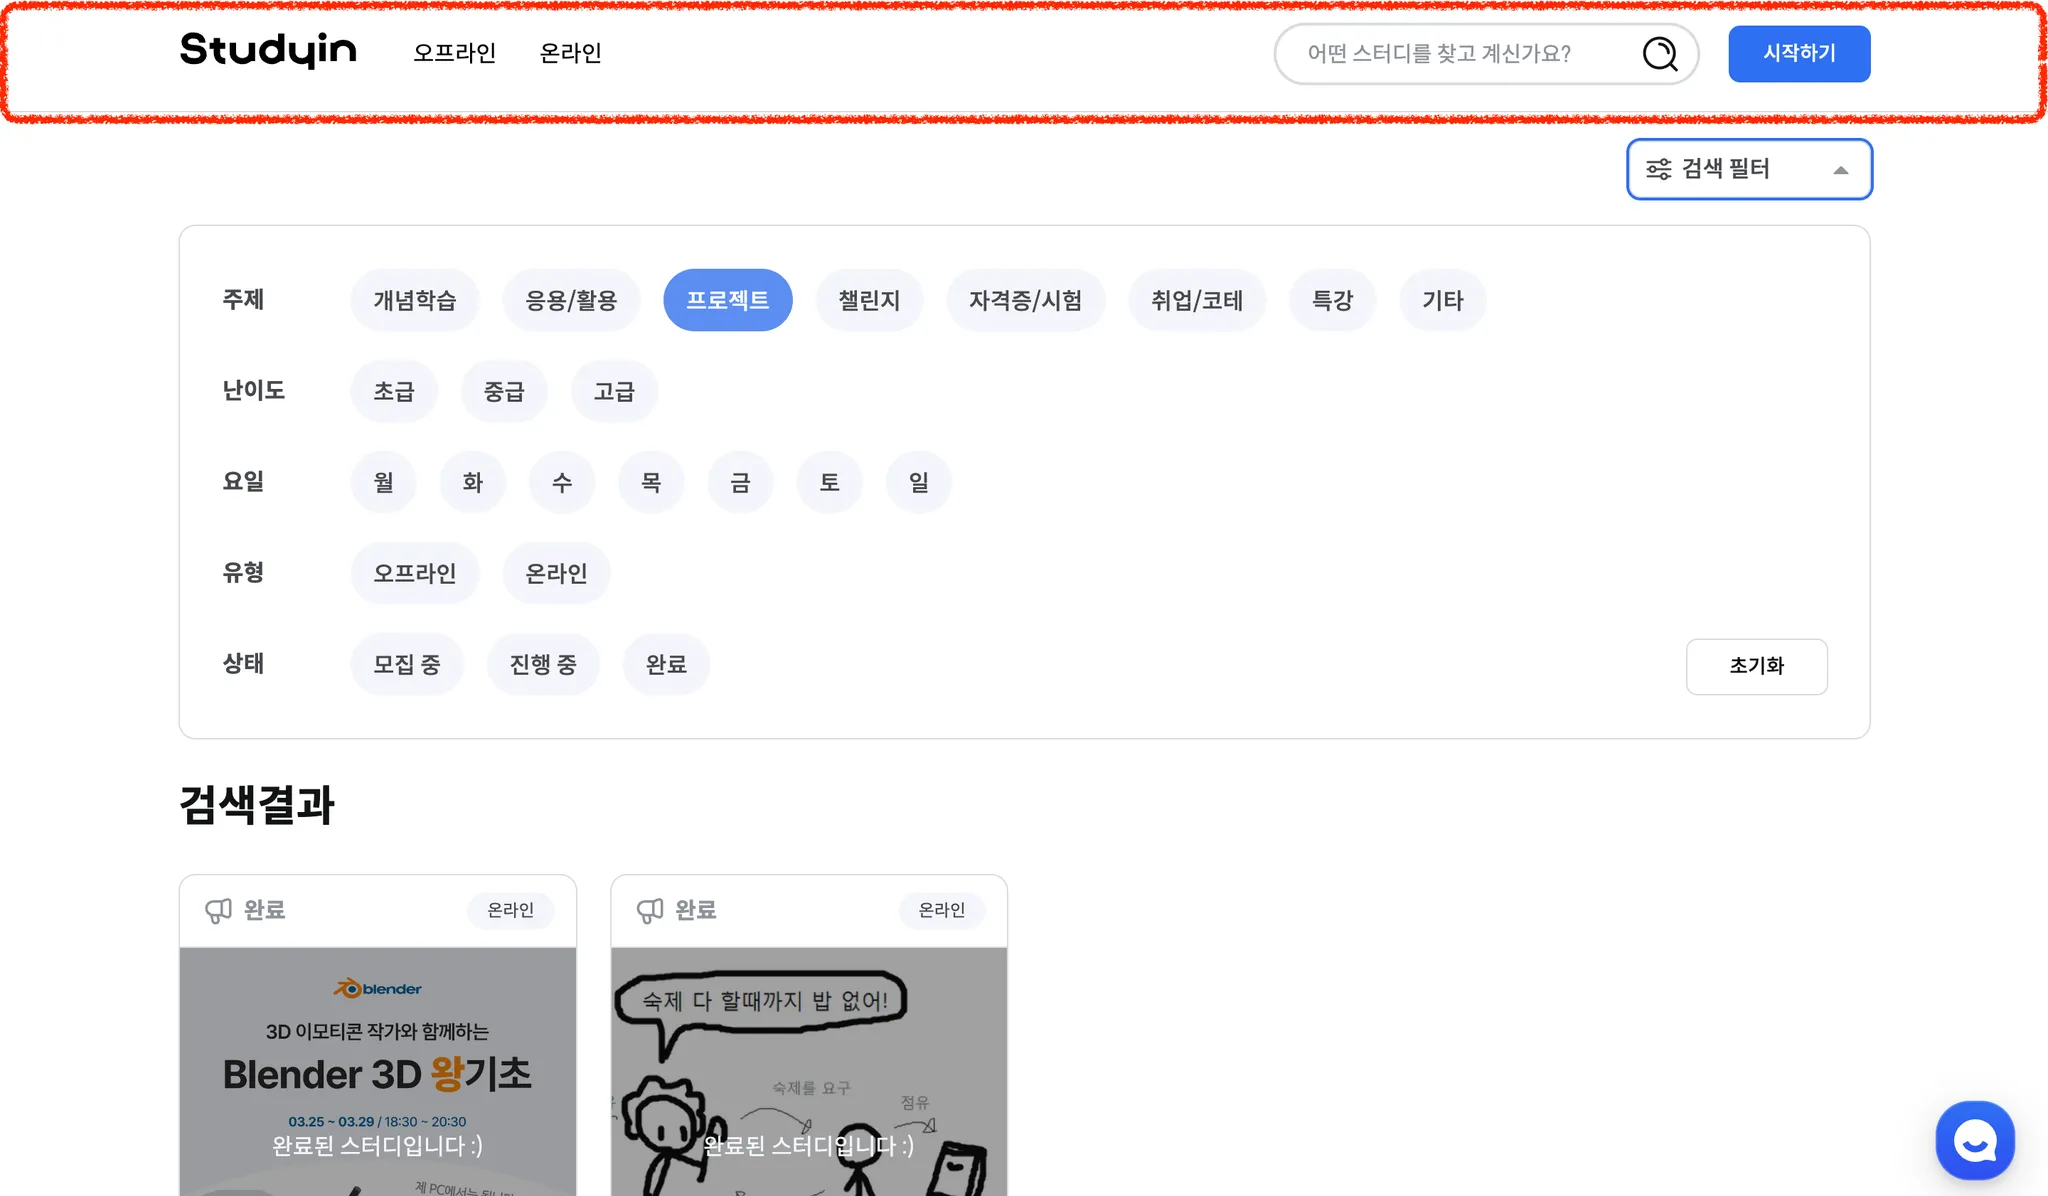 Studyin 오프라인 온라인 어떤 스터디를 찾고 계신가요? 시작하기
검색 필터
주제 개념학습 응용/활용 프로젝트 챌린지 자격증/시험 취업/코테 특강 기타
난이도 초급 중급 고급
요일 월 화 수 목 금 토 일
유형 오프라인 온라인
상태 모집 중 진행 중 완료 초기화
검색결과
완료 온라인
blender
3D 이모티콘 작가와 함께하는
Blender 3D 왕기초
03.25 ~ 03.29 / 18:30 ~ 20:30
완료된 스터디입니다 :)
완료 온라인
숙제 다 할때까지 밥 없어!
숙제를 요구
점유
완료된 스터디입니다 :)